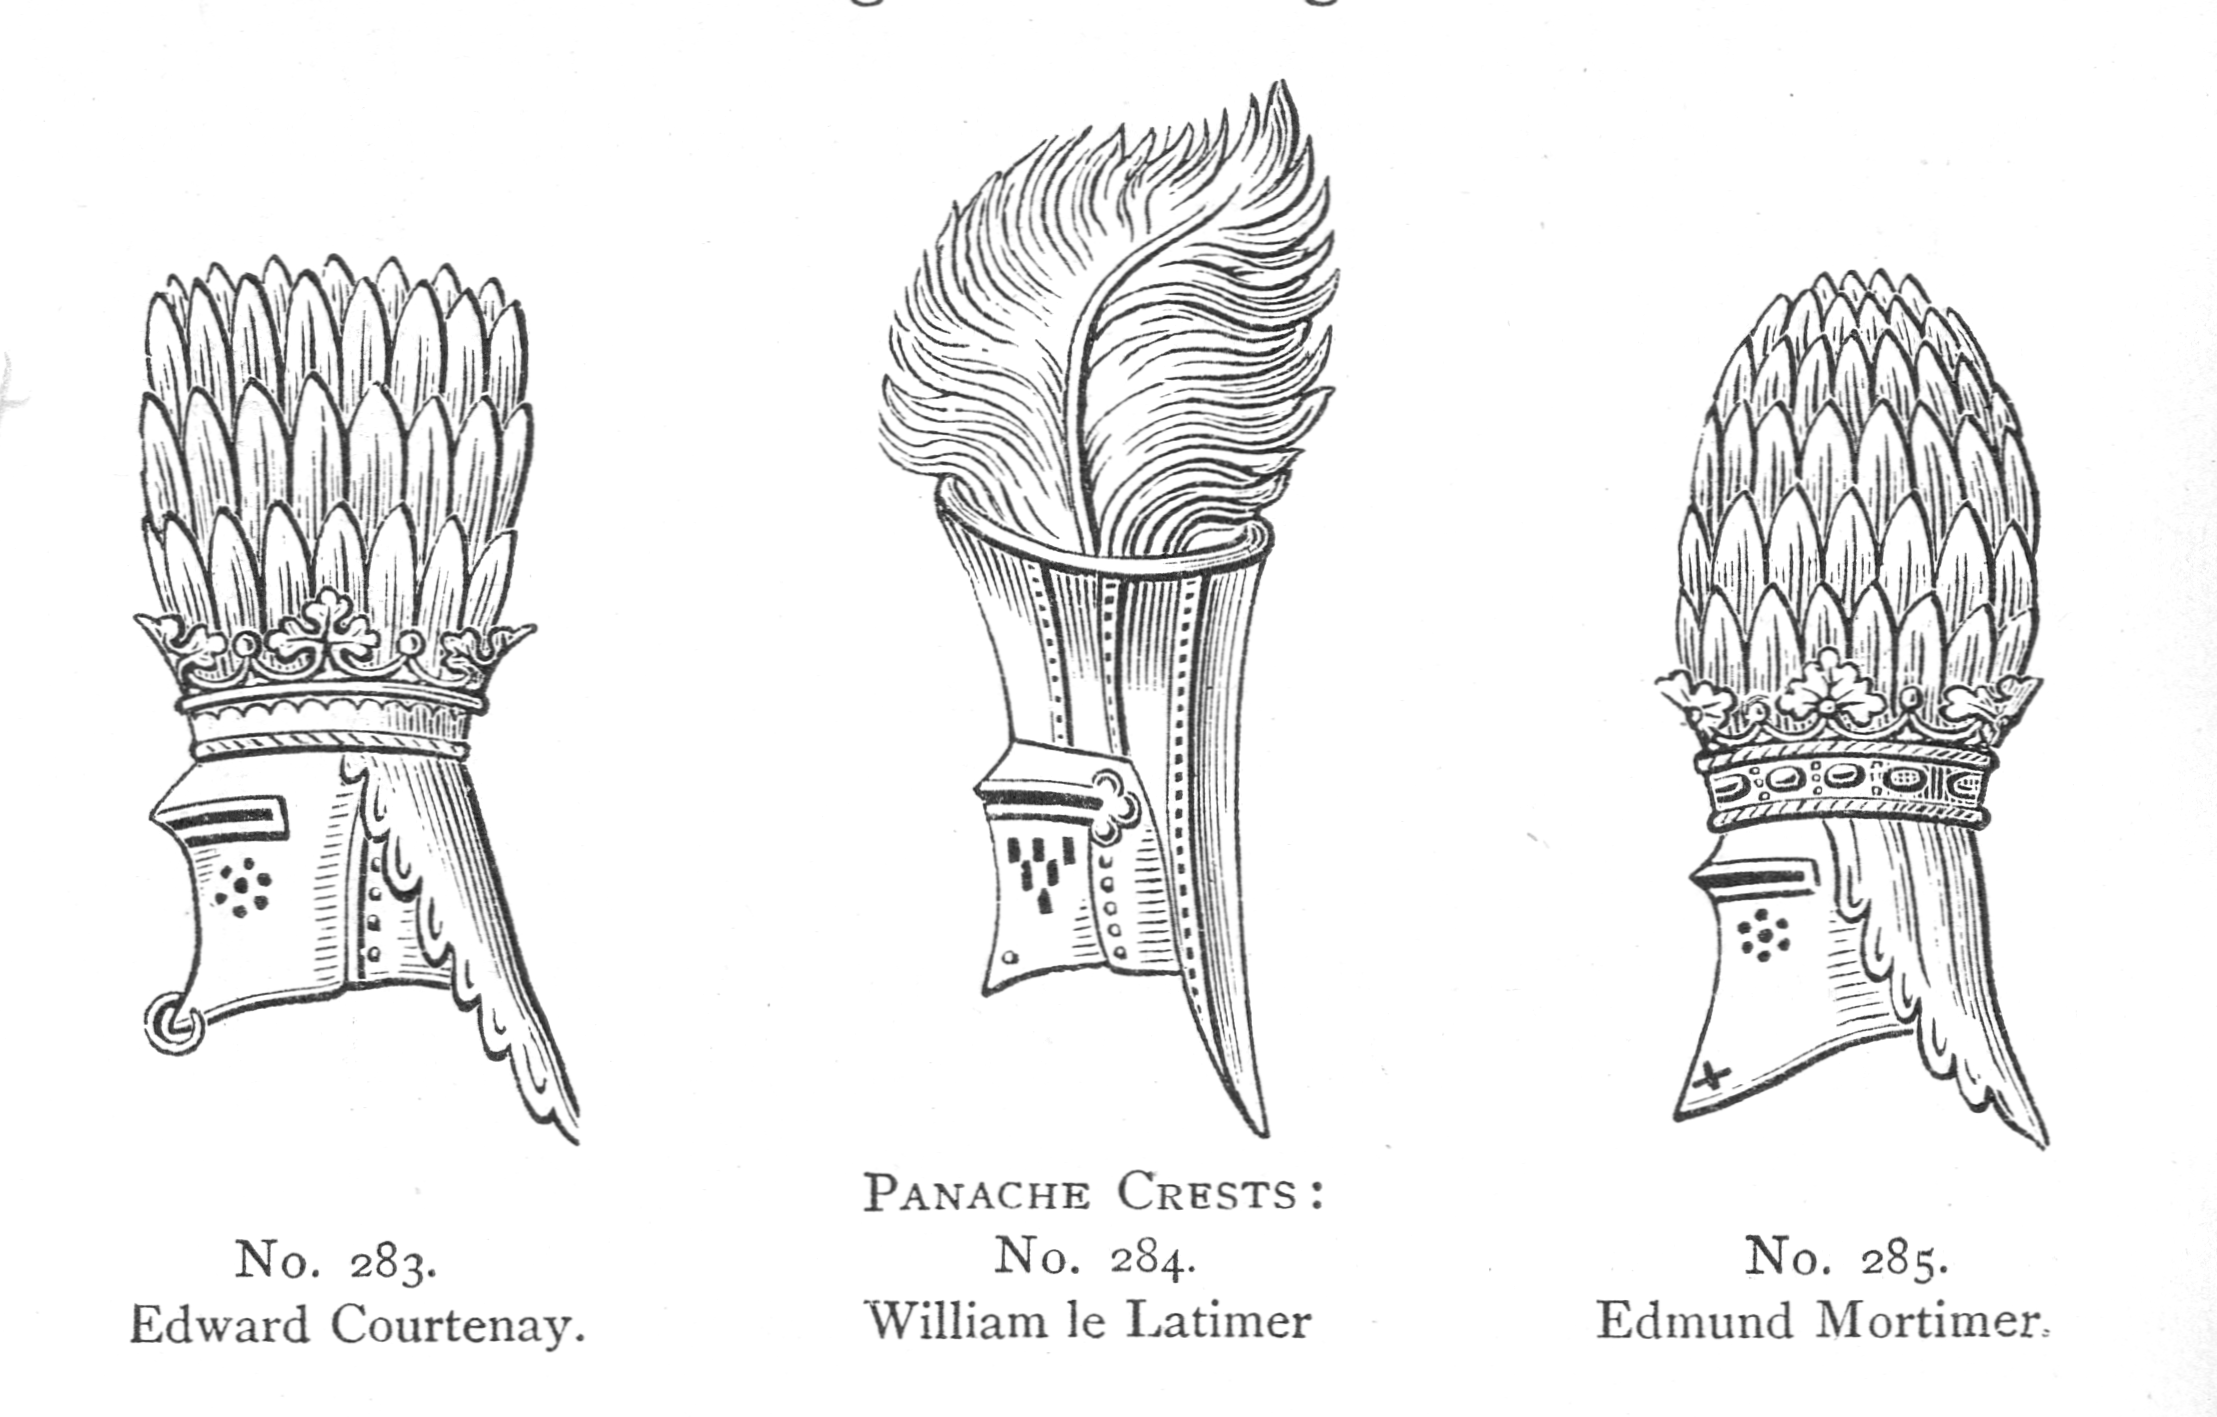 PANACHE CRESTS:
No. 283.
Edward Courtenay.
No. 284.
William le Latimer
No. 285.
Edmund Mortimer.